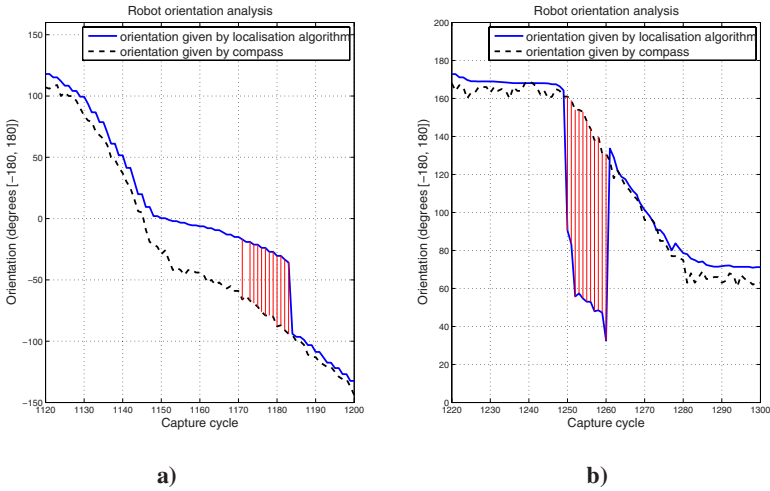 Robot orientation analysis
orientation given by localisation algorithm
orientation given by compass
Orientation (degrees [−180, 180])
150
100
50
0
−50
−100
−150
1120 1130 1140 1150 1160 1170 1180 1190 1200
Capture cycle
a)
Robot orientation analysis
orientation given by localisation algorithm
orientation given by compass
Orientation (degrees [−180, 180])
200
180
160
140
120
100
80
60
40
20
0
1220 1230 1240 1250 1260 1270 1280 1290 1300
Capture cycle
b)